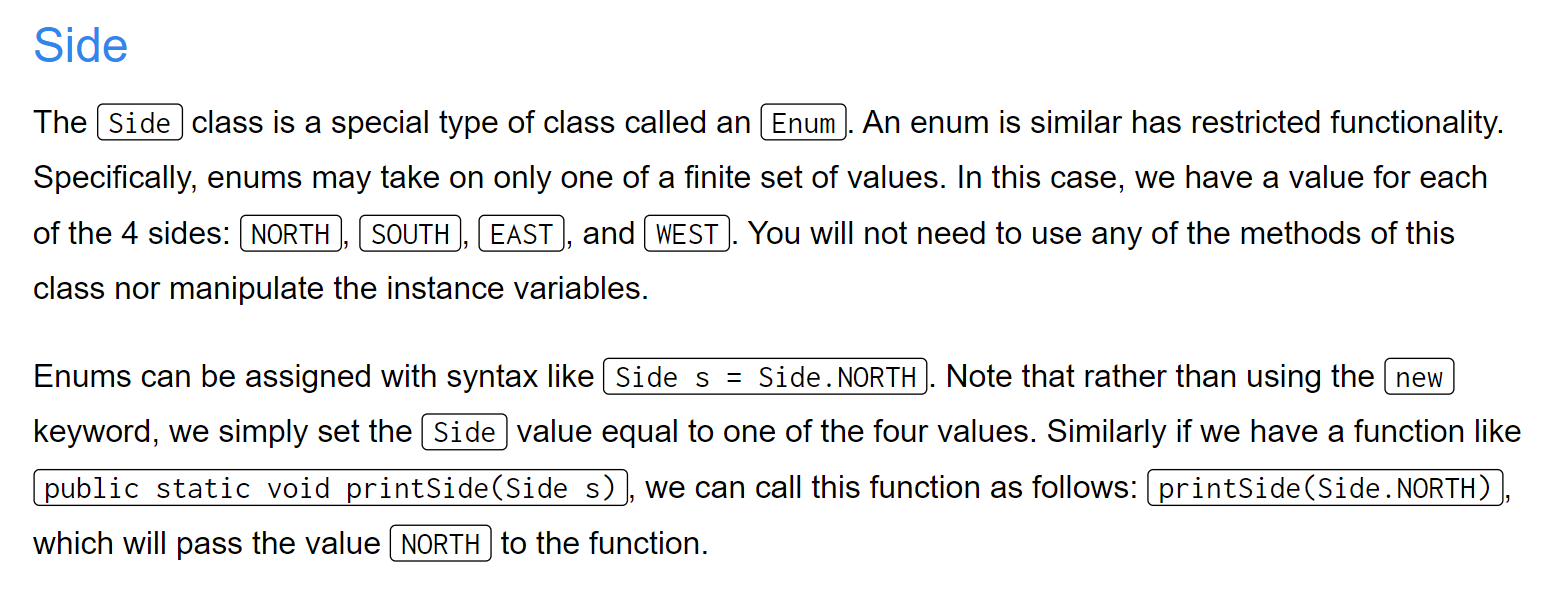 Side
The Side class is a special type of class called an Enum. An enum is similar has restricted functionality.
Specifically, enums may take on only one of a finite set of values. In this case, we have a value for each
of the 4 sides: NORTH, SOUTH, EAST, and WEST. You will not need to use any of the methods of this
class nor manipulate the instance variables.
Enums can be assigned with syntax like Side s = Side.NORTH. Note that rather than using the new
keyword, we simply set the Side value equal to one of the four values. Similarly if we have a function like
public static void printSide(Side s), we can call this function as follows: printSide(Side.NORTH),
which will pass the value NORTH to the function.